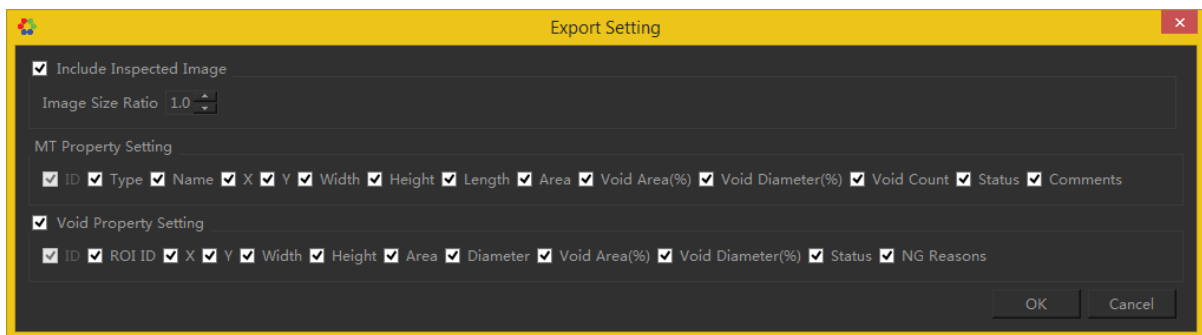 Export Setting
Include Inspected Image
Image Size Ratio 1.0
MT Property Setting
ID Type Name X Y Width Height Length Area Void Area(%) Void Diameter(%) Void Count Status Comments
Void Property Setting
ID ROI ID X Y Width Height Area Diameter Void Area(%) Void Diameter(%) Status NG Reasons
OK Cancel